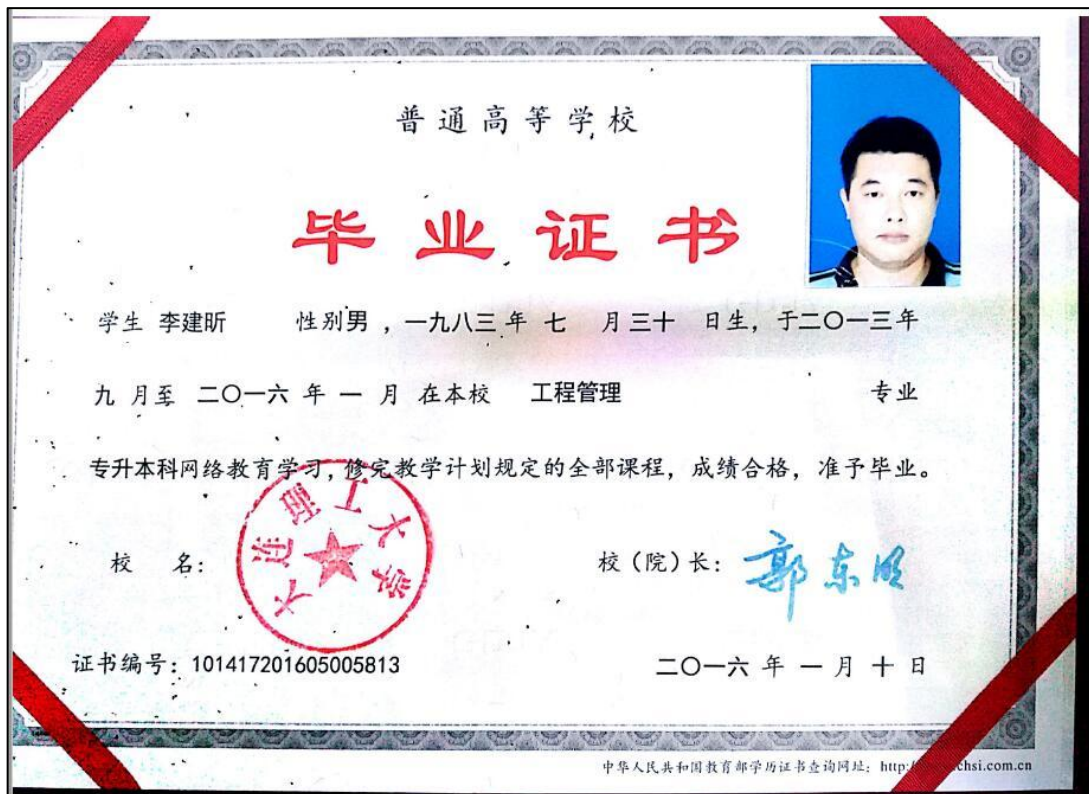 普通高等学校
毕业证书
学生 李建昕 性别男 ，一九八三 年 七 月 三十 日生，于二〇一三年
九 月至 二〇一六 年 一 月 在本校 工程管理 专业
专升本科网络教育学习，修完教学计划规定的全部课程，成绩合格，准予毕业。
大连理工大学
校 名： 校（院）长：郭东明
证书编号：101417201605005813 二〇一六 年 一 月 十 日
中华人民共和国教育部学历证书查询网址：http:/ chsi.com.cn